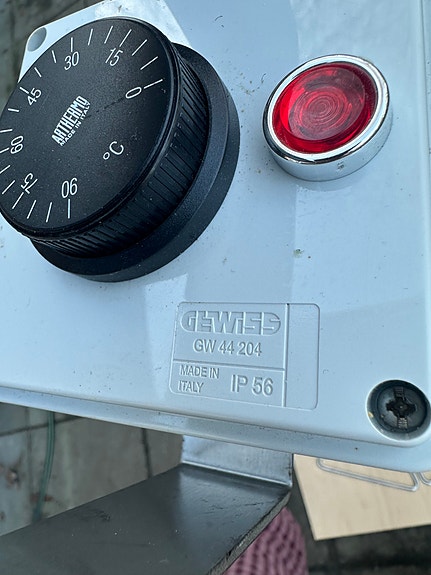 0
15
30
45
60
75
90
ARTHERMO
MADE IN ITALY
°C
GEWISS
GW 44 204
MADE IN
ITALY
IP 56